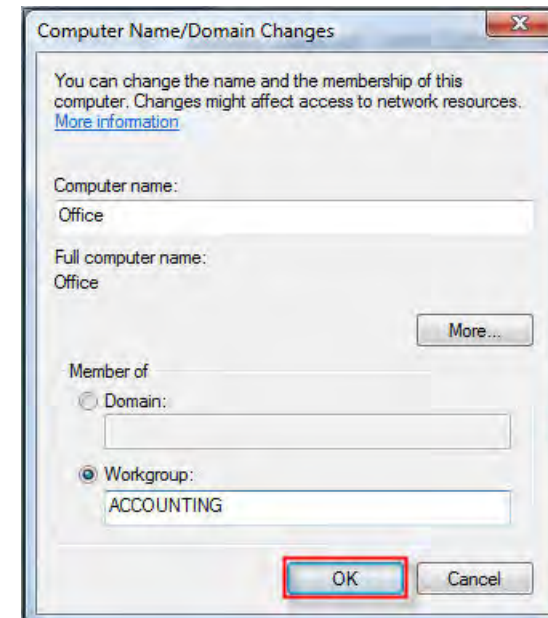 Computer Name/Domain Changes
You can change the name and the membership of this
computer. Changes might affect access to network resources.
More information
Computer name:
Office
Full computer name:
Office
More...
Member of
Domain:
Workgroup:
ACCOUNTING
OK
Cancel